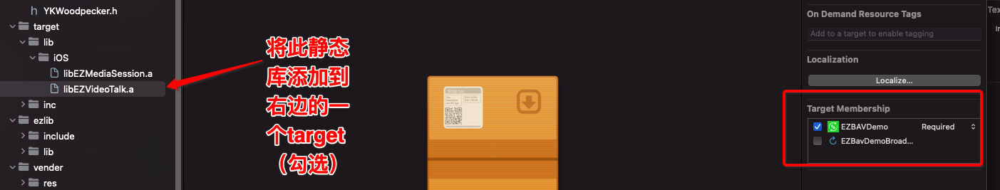 YKWoodpecker.h
target
lib
iOS
libEZMediaSession.a
libEZVideoTalk.a
inc
ezlib
include
lib
vender
res
将此静态
库添加到
右边的一
个target
（勾选）
On Demand Resource Tags
Add to a target to enable tagging
Localization
Localize...
Target Membership
EZBAVDemo Required
EZBavDemoBroad...
Tex